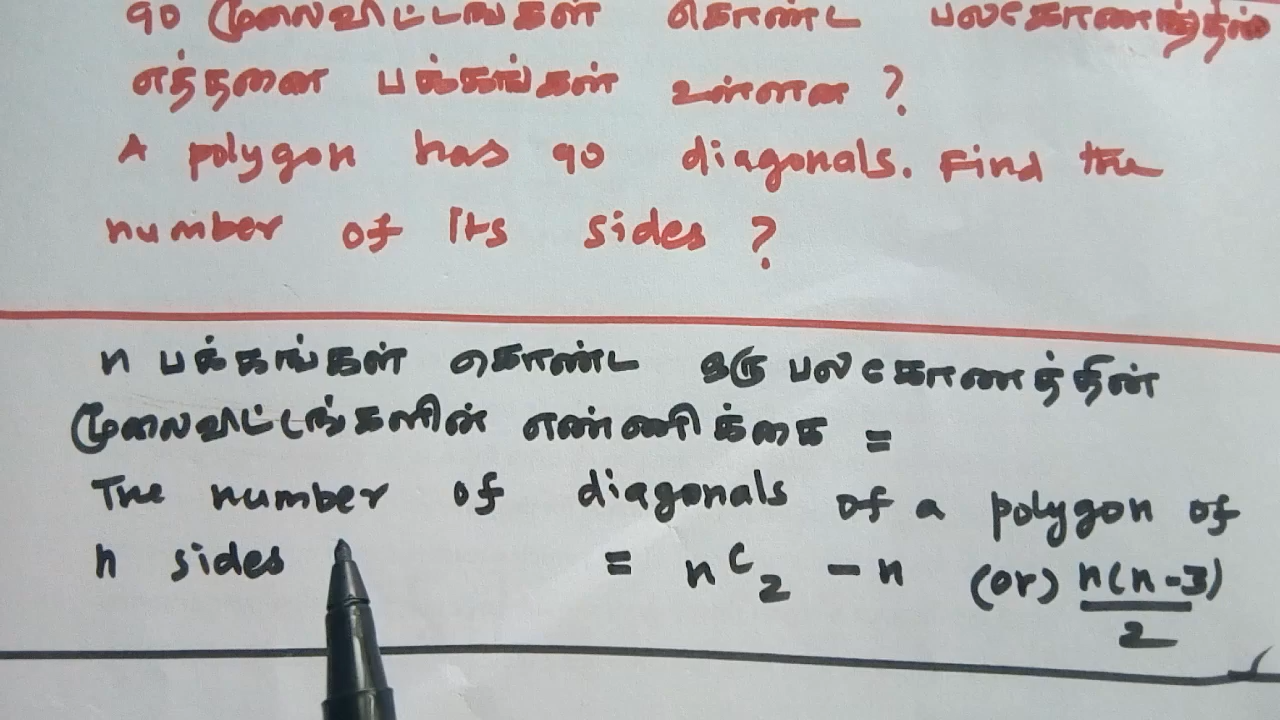 90 மூலைவிட்டங்கள் கொண்ட பலகோணத்தில்
எத்தனை பக்கங்கள் உள்ளன ?
A polygon has 90 diagonals. Find the
number of its sides ?
n பக்கங்கள் கொண்ட ஒரு பலகோணத்தின்
மூலைவிட்டங்களின் எண்ணிக்கை =
The number of diagonals of a polygon of
n sides = nC₂ - n (or) n(n-3)/2